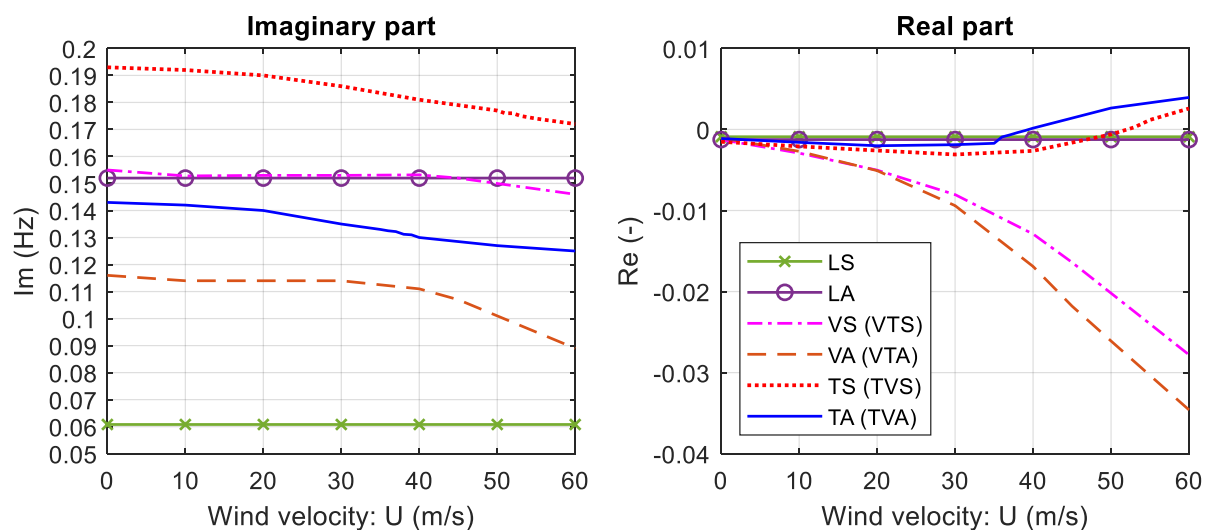 Imaginary part
0.2
0.19
0.18
0.17
0.16
0.15
0.14
0.13
0.12
0.11
0.1
0.09
0.08
0.07
0.06
0.05
Im (Hz)
0 10 20 30 40 50 60
Wind velocity: U (m/s)
Real part
0.01
0
-0.01
-0.02
-0.03
-0.04
Re (-)
LS
LA
VS (VTS)
VA (VTA)
TS (TVS)
TA (TVA)
0 10 20 30 40 50 60
Wind velocity: U (m/s)